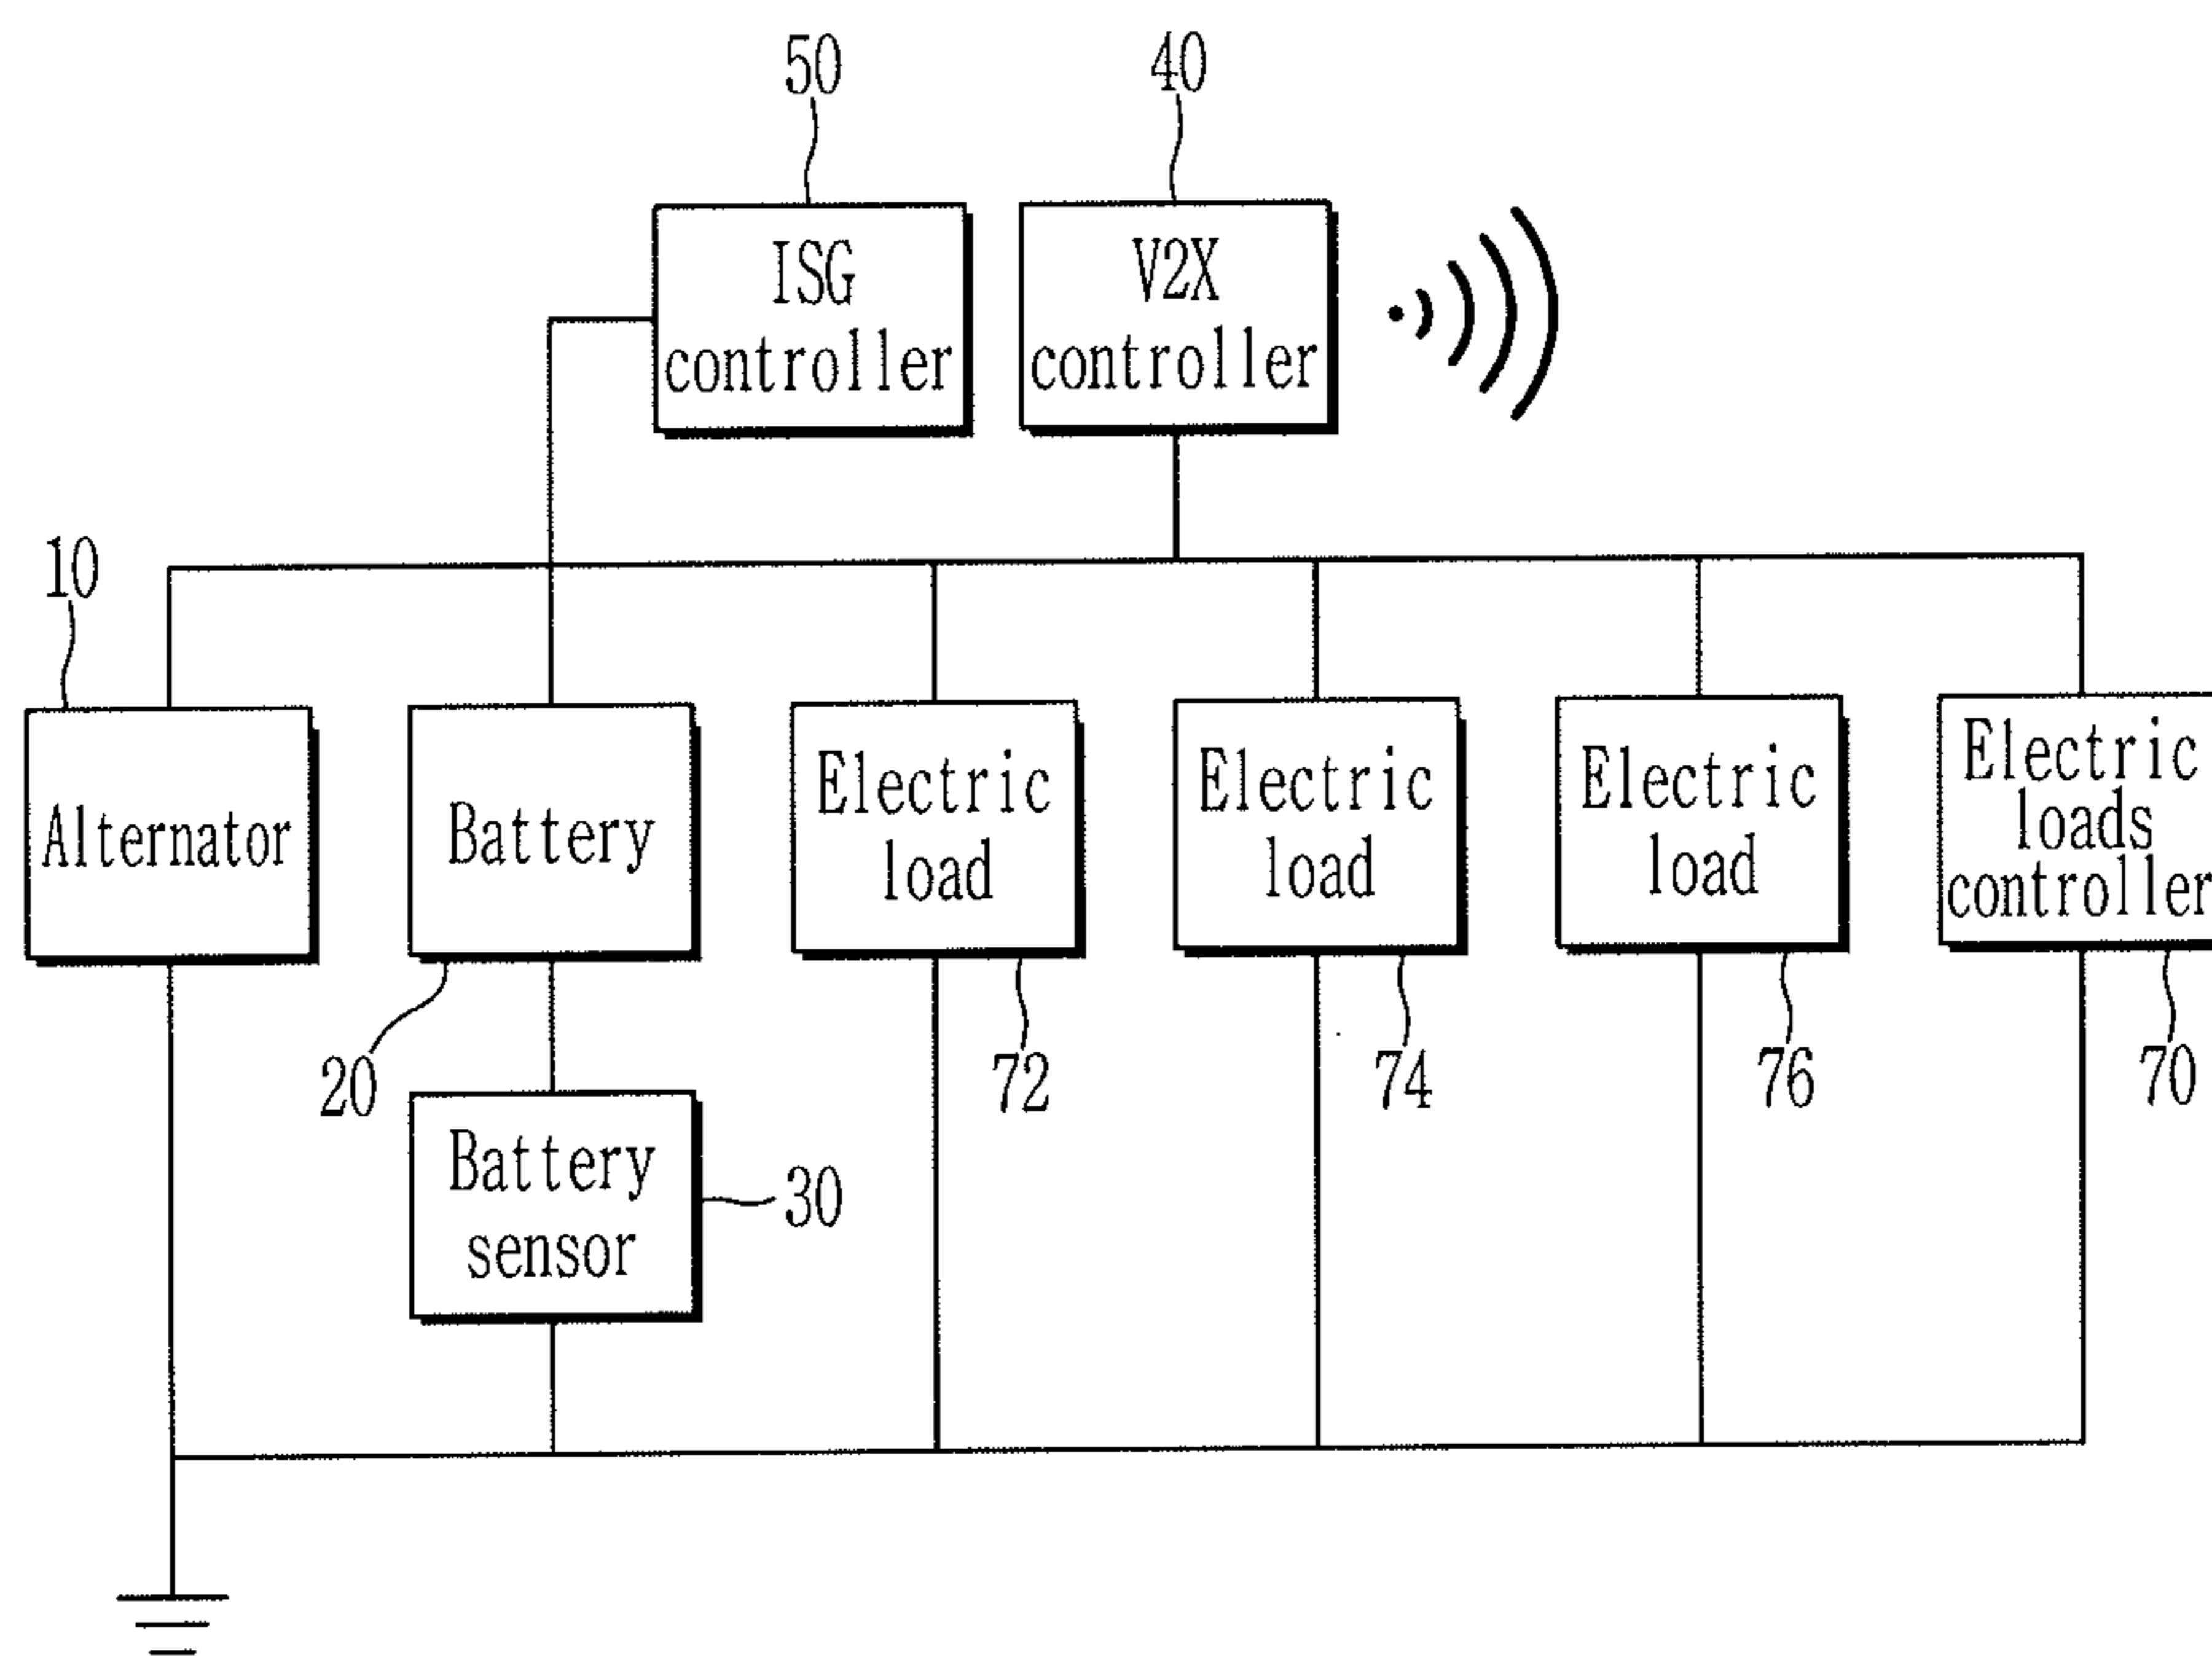 50
40
ISG
controller
V2X
controller
10
Alternator
Battery
Electric
load
Electric
load
Electric
load
Electric
loads
controller
20
72
74
76
70
Battery
sensor
30